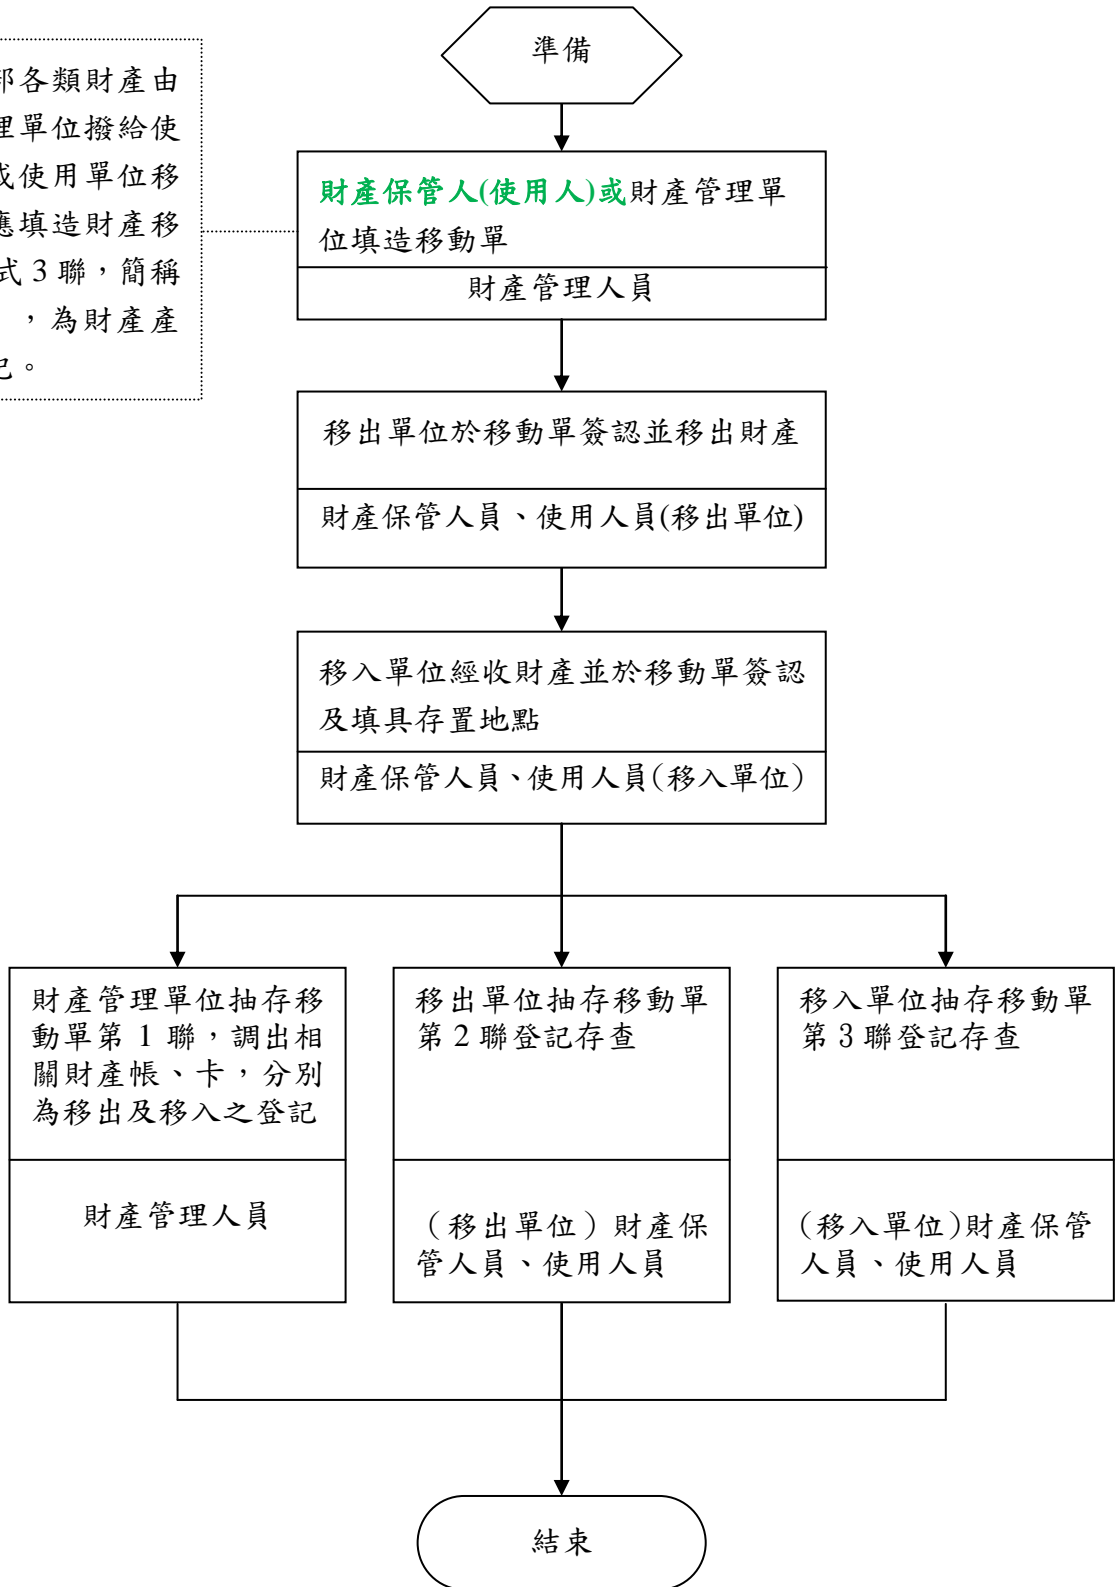 準備
部各類財產由
理單位撥給使
或使用單位移
應填造財產移
式3聯，簡稱
），為財產產
記。
財產保管人(使用人)或財產管理單
位填造移動單
財產管理人員
移出單位於移動單簽認並移出財產
財產保管人員、使用人員(移出單位)
移入單位經收財產並於移動單簽認
及填具存置地點
財產保管人員、使用人員（移入單位）
財產管理單位抽存移
動單第1聯，調出相
關財產帳、卡，分別
為移出及移入之登記
財產管理人員
移出單位抽存移動單
第2聯登記存查
（移出單位）財產保
管人員、使用人員
移入單位抽存移動單
第3聯登記存查
（移入單位）財產保管
人員、使用人員
結束